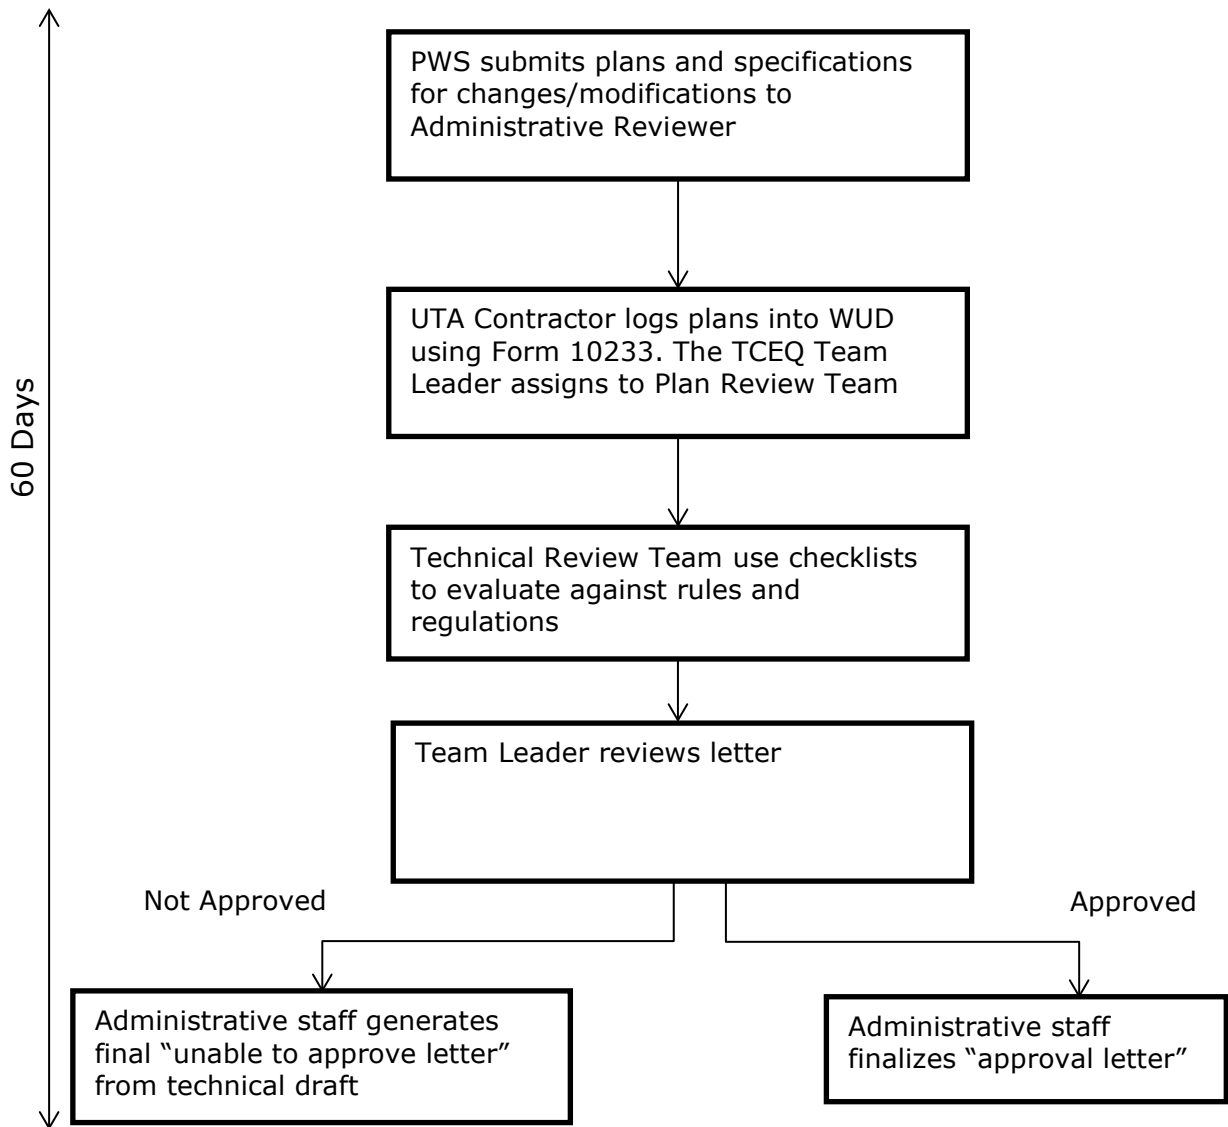 PWS submits plans and specifications
for changes/modifications to
Administrative Reviewer
UTA Contractor logs plans into WUD
using Form 10233. The TCEQ Team
Leader assigns to Plan Review Team
60 Days
Technical Review Team use checklists
to evaluate against rules and
regulations
Team Leader reviews letter
Not Approved
Approved
Administrative staff generates
final “unable to approve letter”
from technical draft
Administrative staff
finalizes “approval letter”